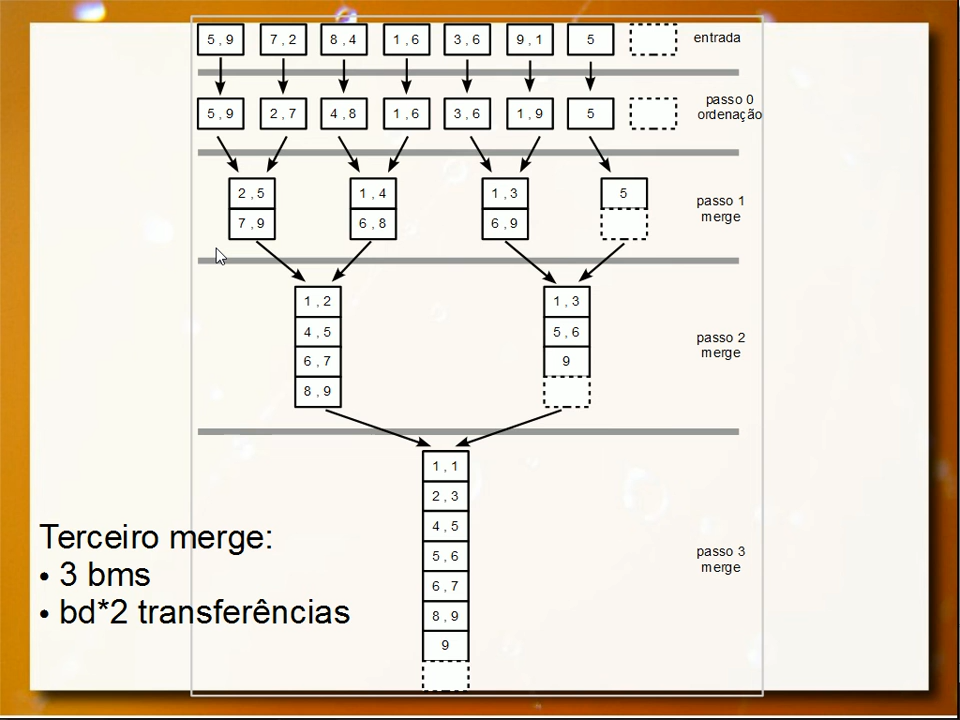 5 , 9 7 , 2 8 , 4 1 , 6 3 , 6 9 , 1 5 entrada
passo 0
5 , 9 2 , 7 4 , 8 1 , 6 3 , 6 1 , 9 5 ordenação
2 , 5 1 , 4 1 , 3 5
passo 1
merge
7 , 9 6 , 8 6 , 9
1 , 2 1 , 3
4 , 5 5 , 6
passo 2
merge
6 , 7 9
8 , 9
1 , 1
2 , 3
4 , 5
5 , 6
passo 3
merge
6 , 7
8 , 9
9
Terceiro merge:
• 3 bms
• bd*2 transferências